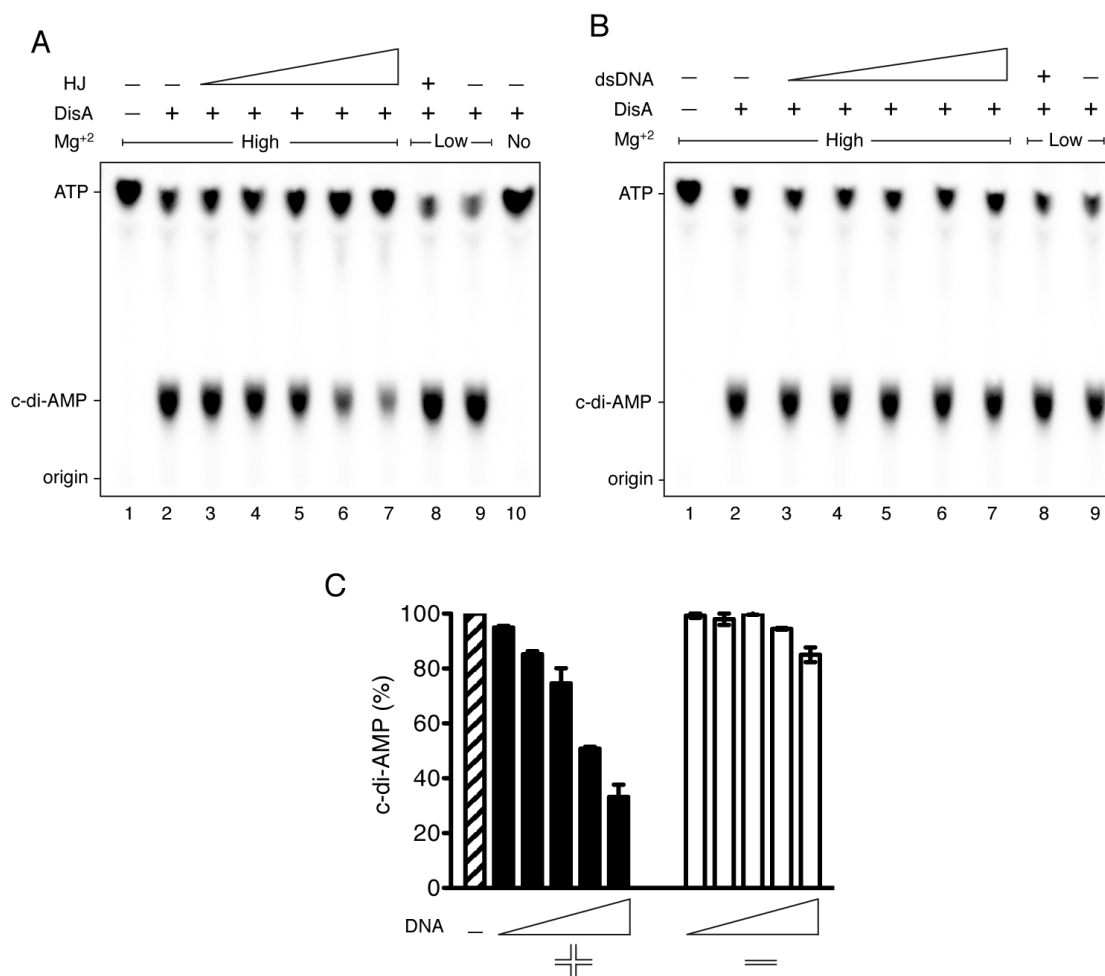 A
HJ – – + – –
DisA – + + + + + + + + +
Mg+2 High Low No
ATP
c-di-AMP
origin
1 2 3 4 5 6 7 8 9 10
B
dsDNA – – + –
DisA – + + + + + + + +
Mg+2 High Low
ATP
c-di-AMP
origin
1 2 3 4 5 6 7 8 9
C
c-di-AMP (%)
100
80
60
40
20
0
DNA –